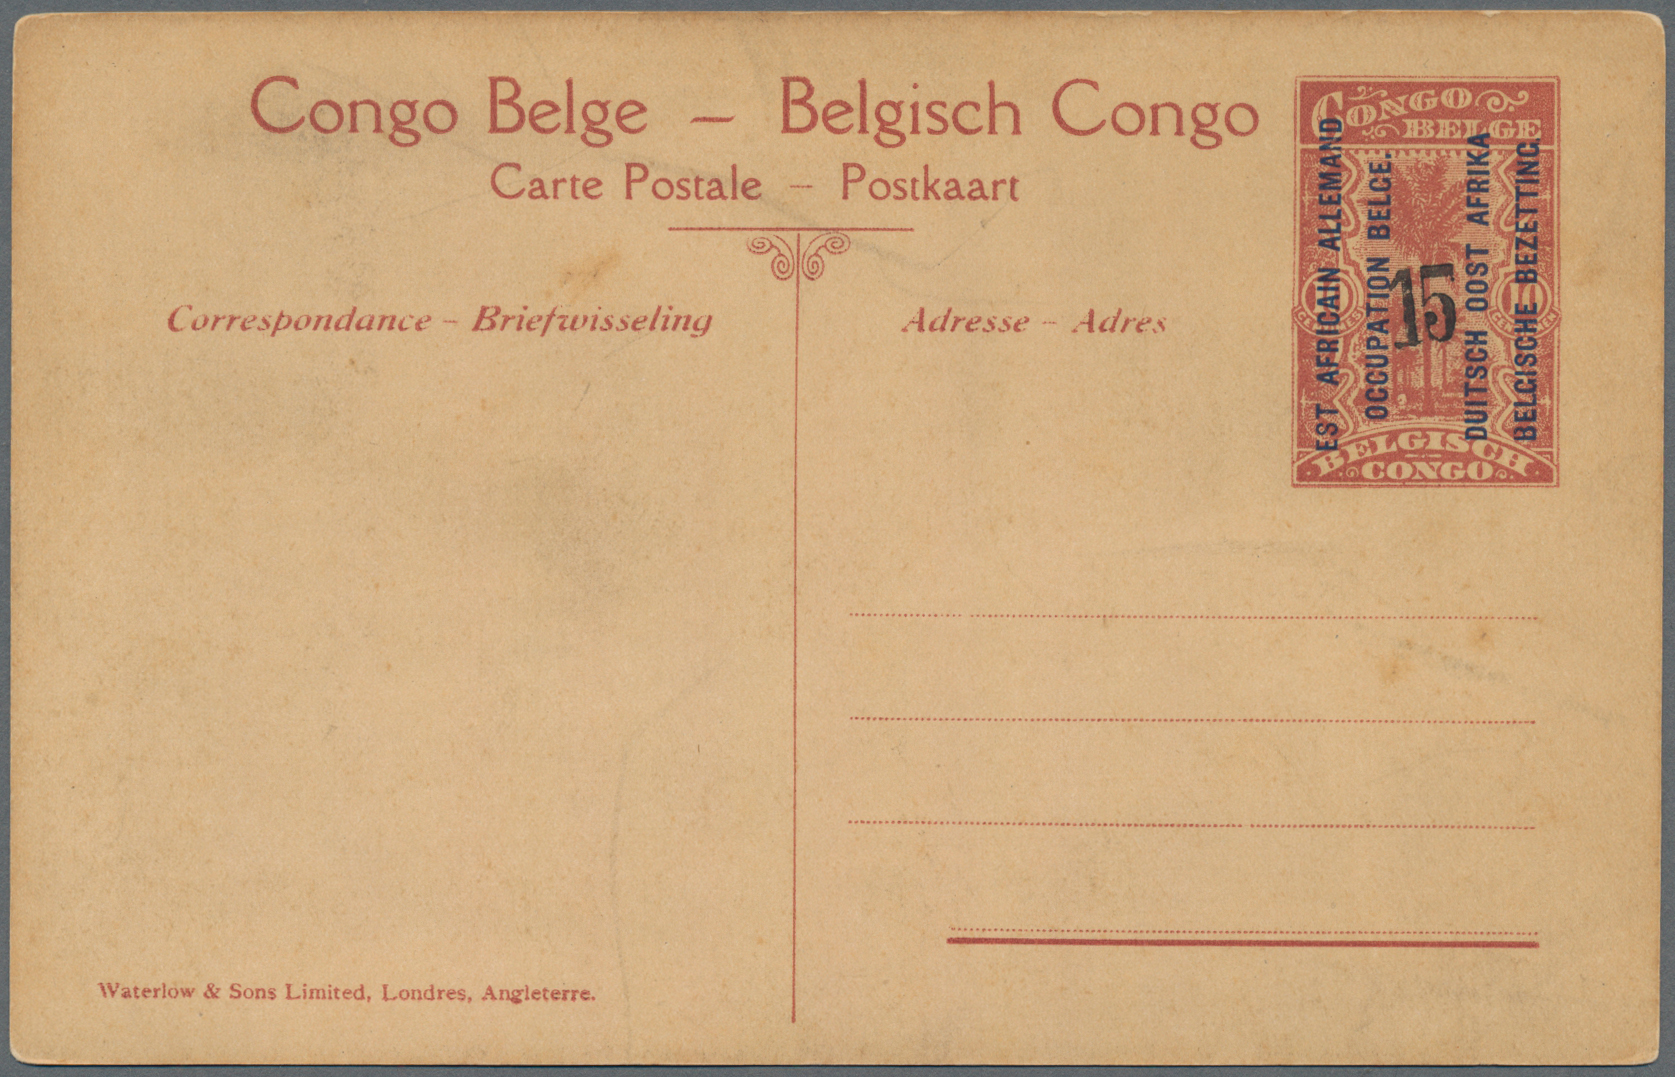 Congo Belge – Belgisch Congo
Carte Postale – Postkaart
Correspondance – Briefwisseling
Adresse – Adres
CONGO
BELGE
EST AFRICAIN ALLEMAND
OCCUPATION BELGE.
DUITSCH OOST AFRIKA
BELGISCHE BEZETTING.
15
10
BELGISCH
CONGO
Waterlow & Sons Limited, Londres, Angleterre.